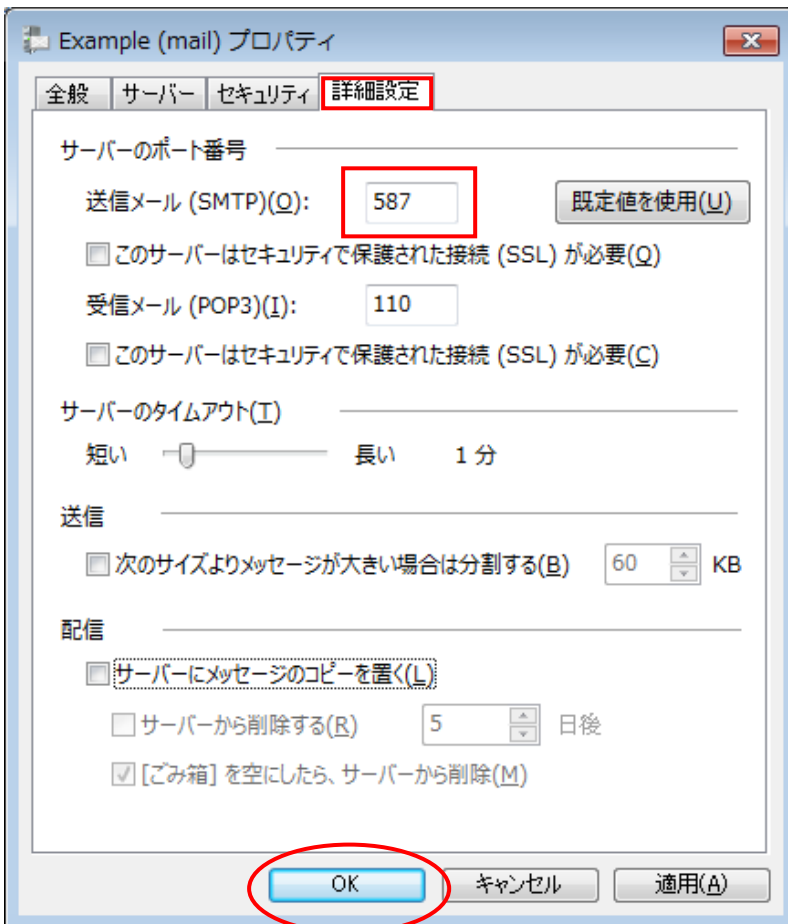 Example (mail) プロパティ
全般 サーバー セキュリティ 詳細設定
サーバーのポート番号
送信メール (SMTP)(O): 587 既定値を使用(U)
このサーバーはセキュリティで保護された接続 (SSL) が必要(Q)
受信メール (POP3)(I): 110
このサーバーはセキュリティで保護された接続 (SSL) が必要(C)
サーバーのタイムアウト(T)
短い 長い 1 分
送信
次のサイズよりメッセージが大きい場合は分割する(B) 60 KB
配信
サーバーにメッセージのコピーを置く(L)
サーバーから削除する(R) 5 日後
[ごみ箱] を空にしたら、サーバーから削除(M)
OK キャンセル 適用(A)